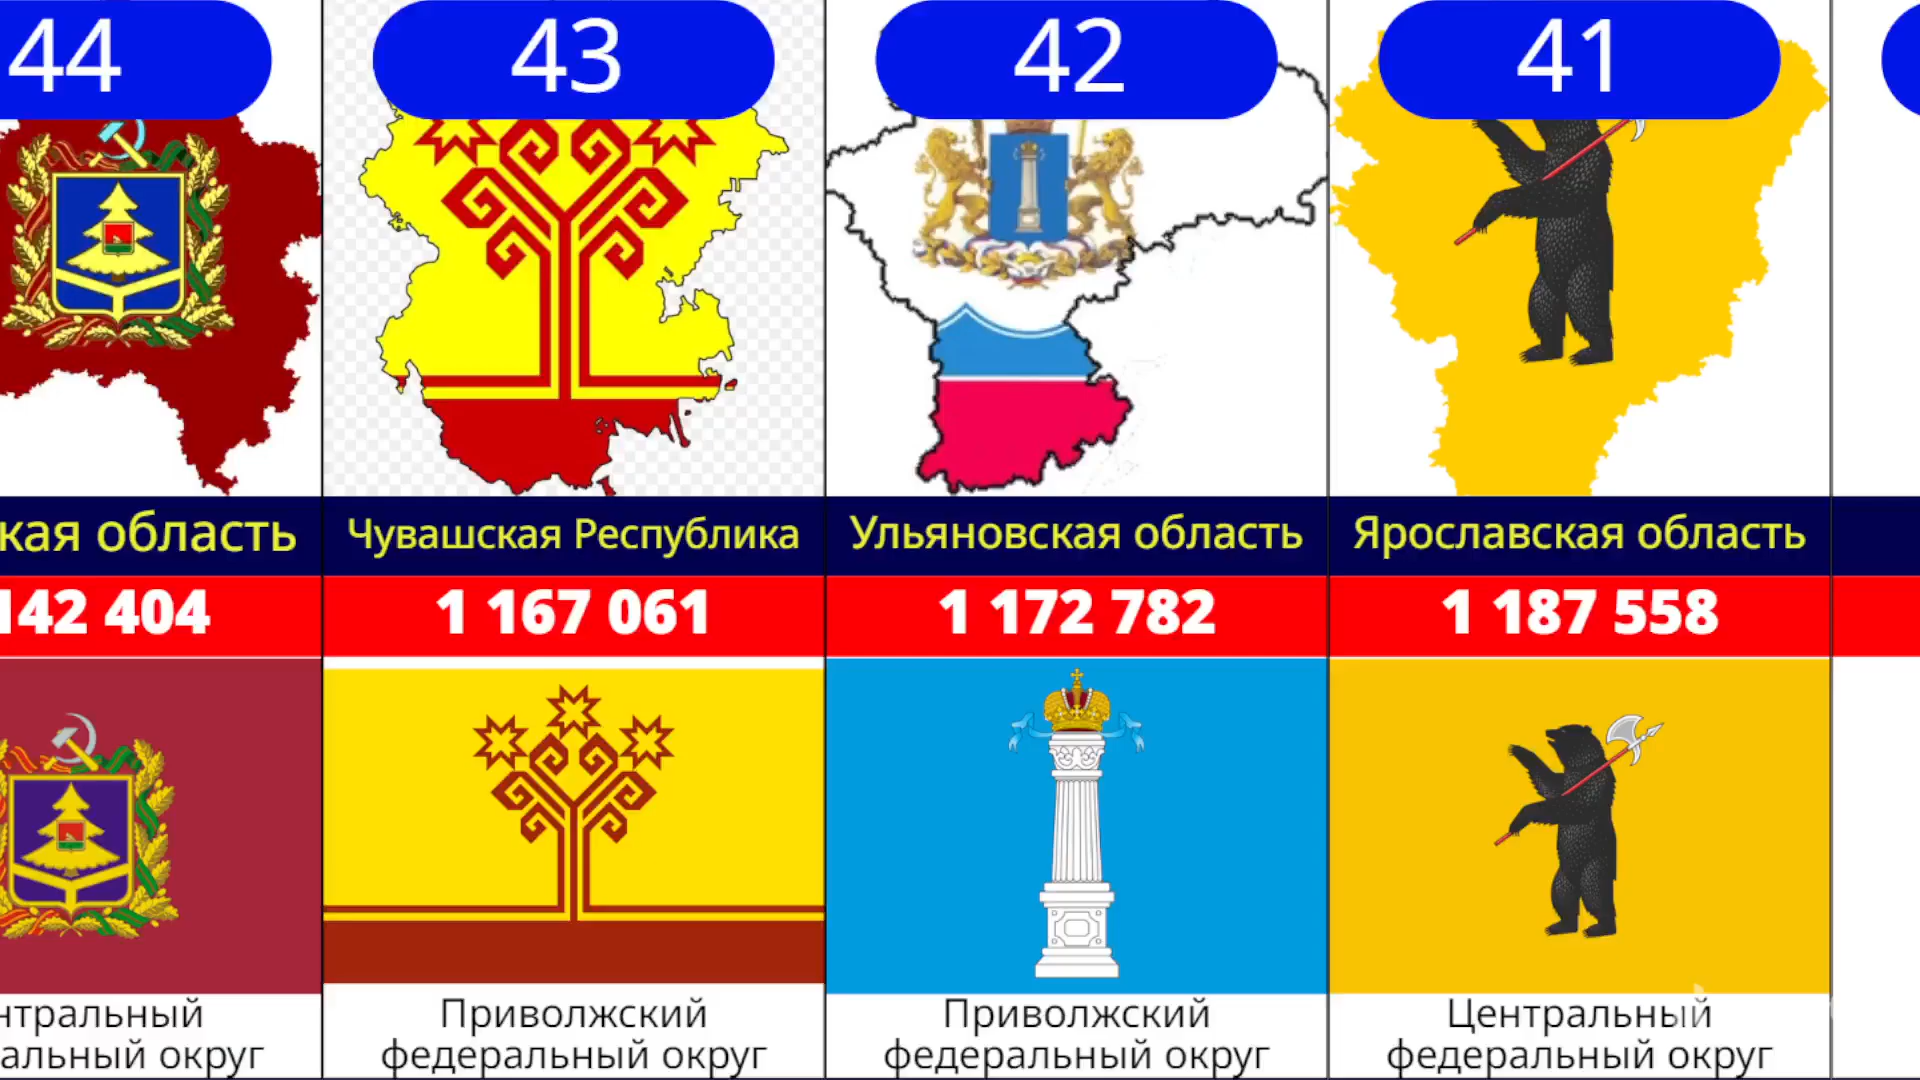 44
43
42
41
кая область
Чувашская Республика
Ульяновская область
Ярославская область
142 404
1 167 061
1 172 782
1 187 558
нтральный
альный округ
Приволжский
федеральный округ
Приволжский
федеральный округ
Центральный
федеральный округ